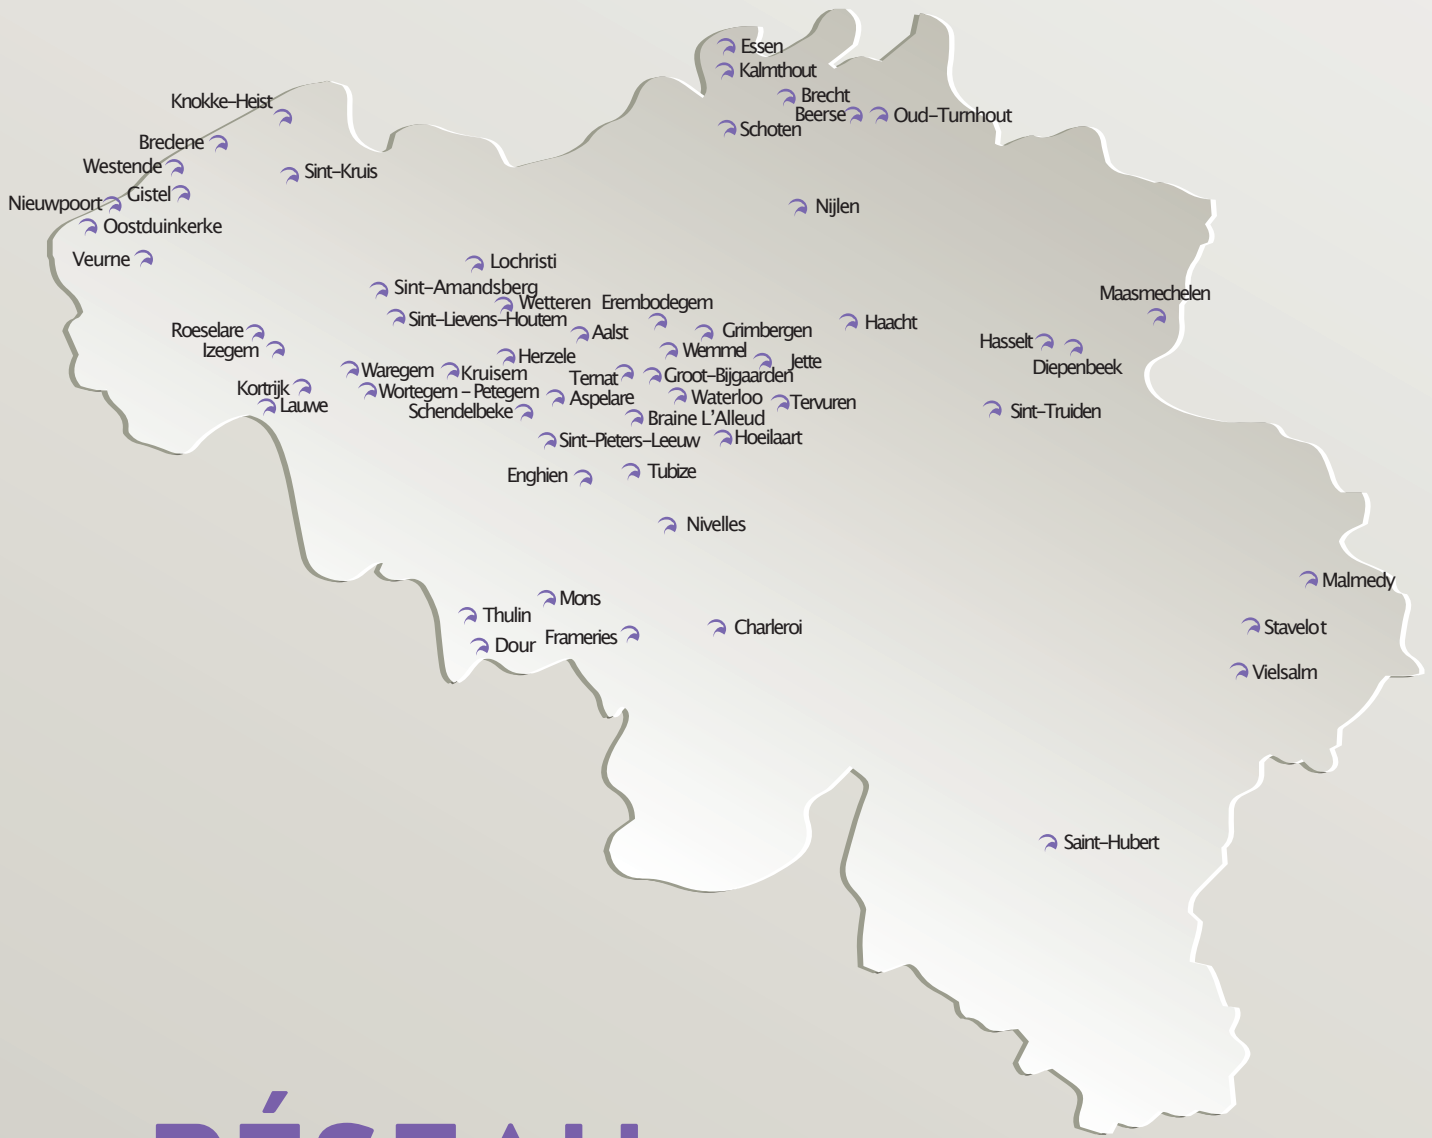 Essen
Kalmthout
Brecht
Knokke-Heist
Beerse
Oud-Turnhout
Schoten
Bredene
Westende
Sint-Kruis
Gistel
Nieuwpoort
Nijlen
Oostduinkerke
Veurne
Lochristi
Sint-Amandsberg
Maasmechelen
Wetteren
Erembodegem
Sint-Lievens-Houtem
Haacht
Roeselare
Aalst
Grimbergen
Hasselt
Izegem
Wemmel
Herzele
Jette
Diepenbeek
Waregem
Kruisem
Ternat
Groot-Bijgaarden
Kortrijk
Wortegem - Petegem
Aspelare
Waterloo
Tervuren
Lauwe
Schendelbeke
Sint-Truiden
Braine L'Alleud
Sint-Pieters-Leeuw
Hoeilaart
Enghien
Tubize
Nivelles
Malmedy
Mons
Thulin
Charleroi
Stavelot
Frameries
Dour
Vielsalm
Saint-Hubert
RÉSEAU